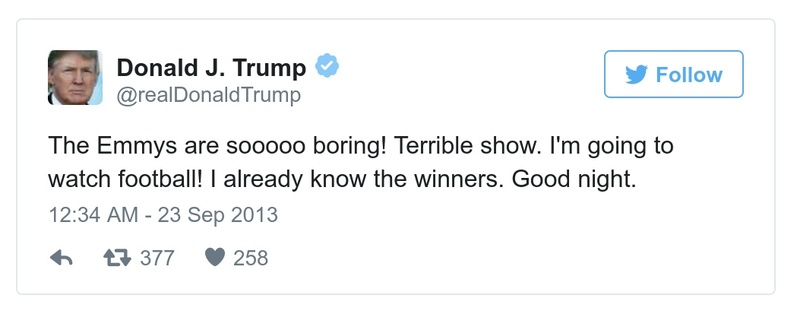 Donald J. Trump
@realDonaldTrump
Follow
The Emmys are sooooo boring! Terrible show. I'm going to
watch football! I already know the winners. Good night.
12:34 AM - 23 Sep 2013
377 258